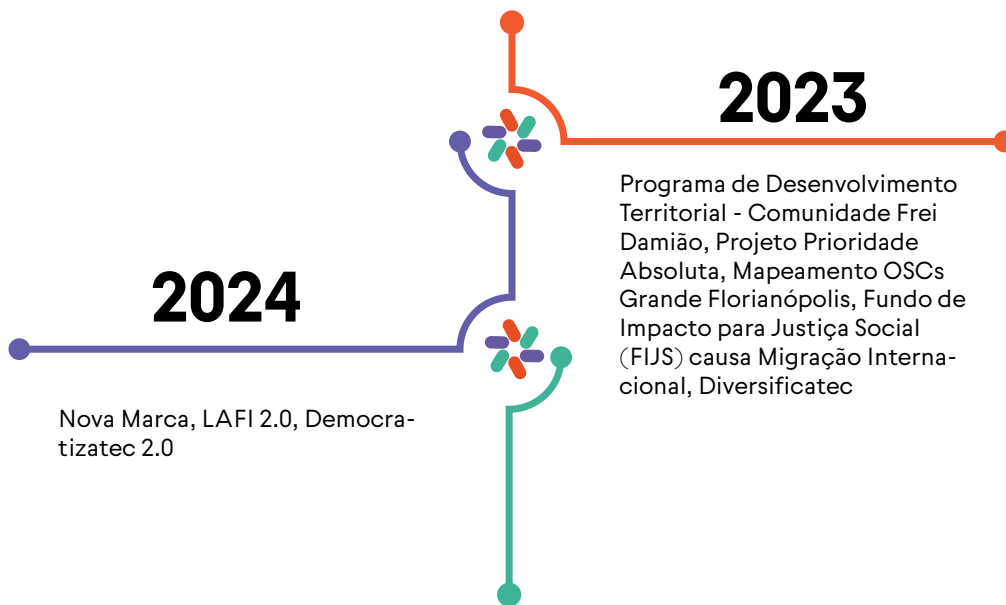 2023
Programa de Desenvolvimento
Territorial - Comunidade Frei
Damião, Projeto Prioridade
Absoluta, Mapeamento OSCs
Grande Florianópolis, Fundo de
Impacto para Justiça Social
(FIJS) causa Migração Interna-
cional, Diversificatec
2024
Nova Marca, LAFI 2.0, Democra-
tizatec 2.0